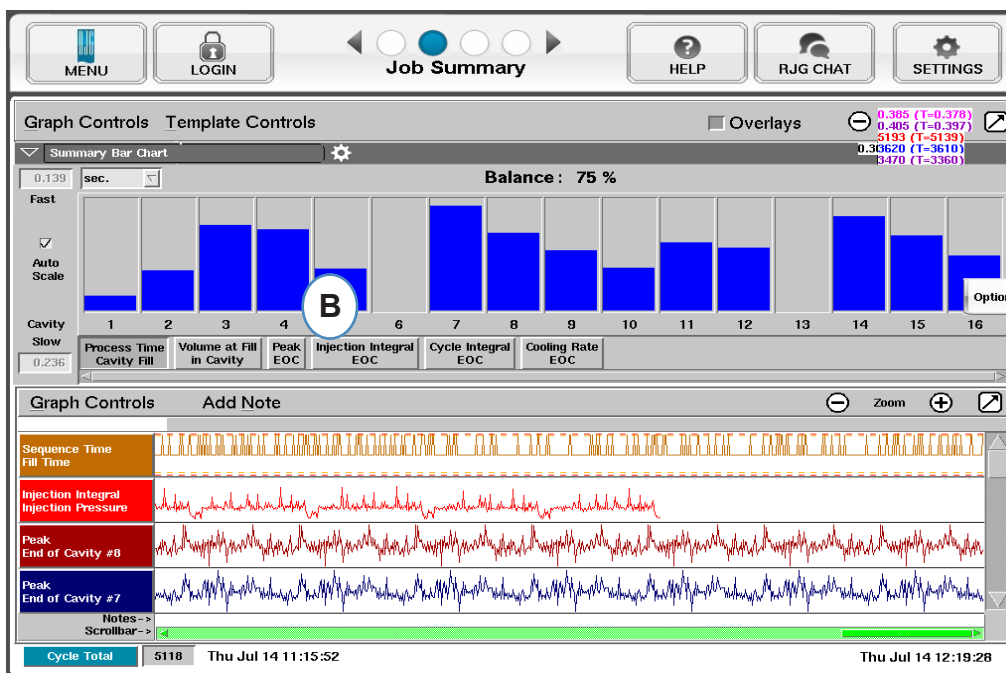 MENU
LOGIN
Job Summary
HELP
RJG CHAT
SETTINGS
Graph Controls Template Controls
Overlays
0.385 (T=0.378)
0.405 (T=0.397)
5193 (T=5139)
3620 (T=3610)
3470 (T=3360)
Summary Bar Chart
0.139 sec.
Balance: 75 %
Fast
Auto
Scale
B
Option
Cavity 1 2 3 4 6 7 8 9 10 11 12 13 14 15 16
Slow
0.236
Process Time
Cavity Fill
Volume at Fill
in Cavity
Peak
EOC
Injection Integral
EOC
Cycle Integral
EOC
Cooling Rate
EOC
Graph Controls Add Note
Zoom
Sequence Time
Fill Time
Injection Integral
Injection Pressure
Peak
End of Cavity #8
Peak
End of Cavity #7
Notes->
Scrollbar->
Cycle Total 5118 Thu Jul 14 11:15:52 Thu Jul 14 12:19:28